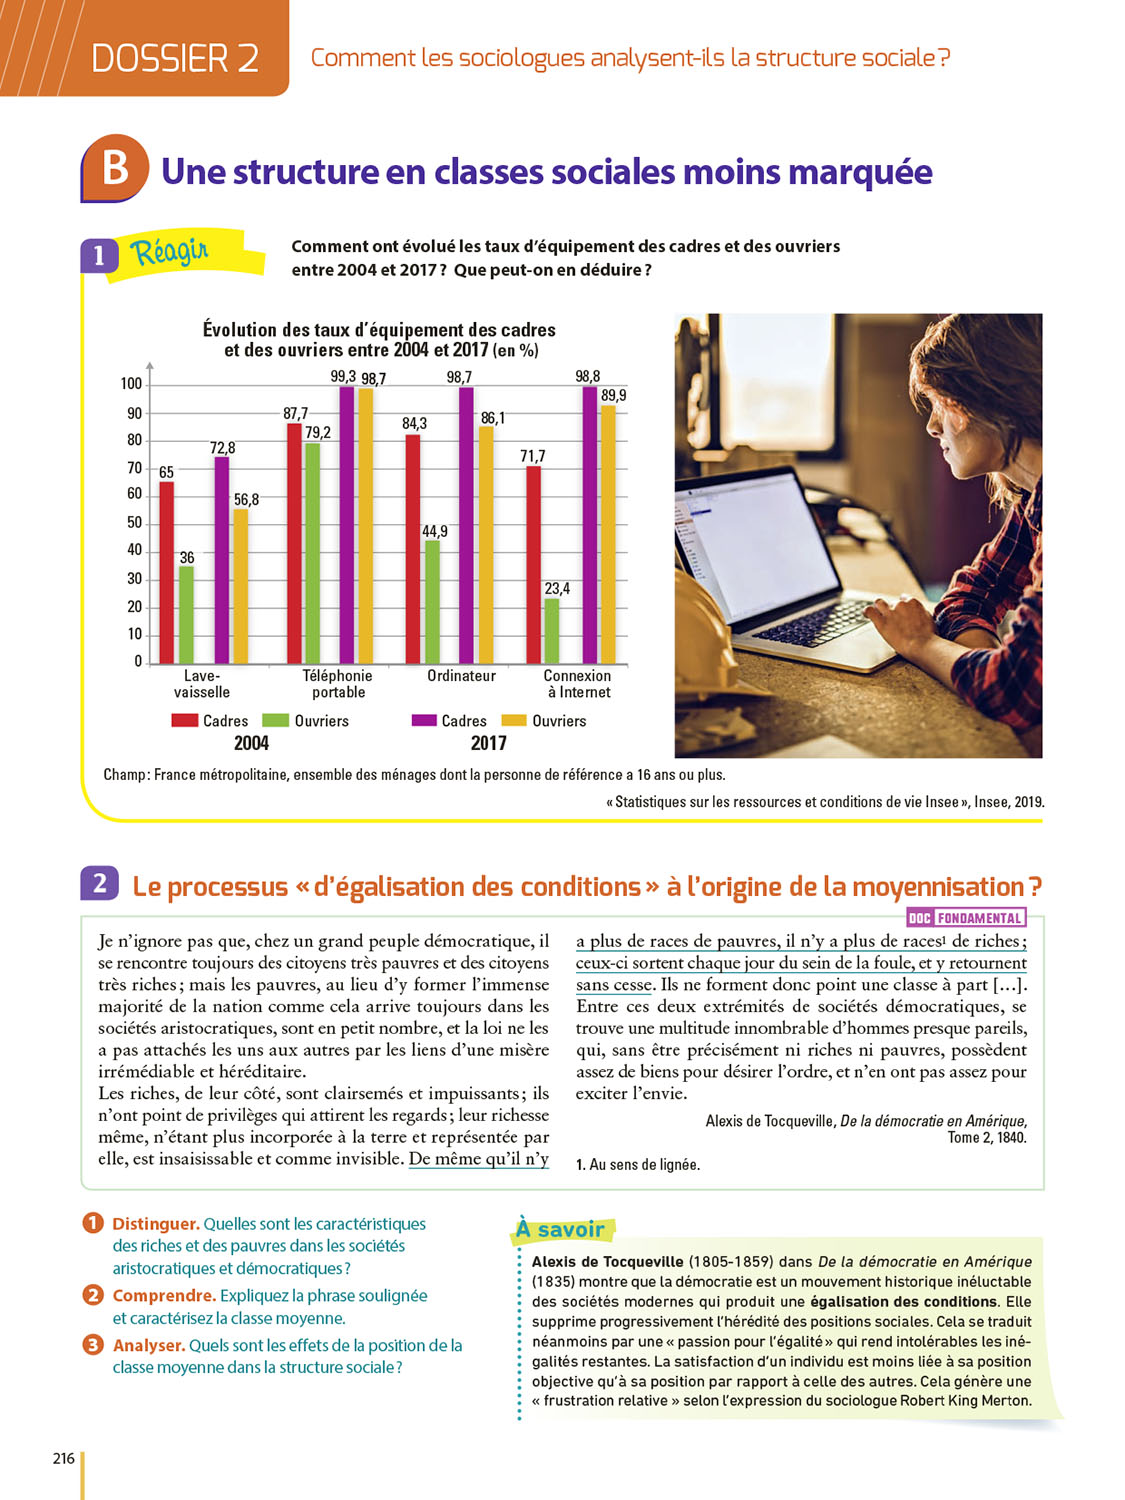 DOSSIER 2
Comment les sociologues analysent-ils la structure sociale ?
B
Une structure en classes sociales moins marquée
1
Réagir
Comment ont évolué les taux d'équipement des cadres et des ouvriers
entre 2004 et 2017 ? Que peut-on en déduire ?
Évolution des taux d'équipement des cadres
et des ouvriers entre 2004 et 2017 (en %)
100
90
80
70
60
50
40
30
20
10
0
65
36
72,8
56,8
87,7
79,2
99,3
98,7
84,3
44,9
98,7
86,1
71,7
23,4
98,8
89,9
Lave-
vaisselle
Téléphonie
portable
Ordinateur
Connexion
à Internet
Cadres Ouvriers Cadres Ouvriers
2004 2017
Champ : France métropolitaine, ensemble des ménages dont la personne de référence a 16 ans ou plus.
« Statistiques sur les ressources et conditions de vie Insee », Insee, 2019.
2
Le processus « d'égalisation des conditions » à l'origine de la moyennisation ?
DOC FONDAMENTAL
Je n'ignore pas que, chez un grand peuple démocratique, il
se rencontre toujours des citoyens très pauvres et des citoyens
très riches ; mais les pauvres, au lieu d'y former l'immense
majorité de la nation comme cela arrive toujours dans les
sociétés aristocratiques, sont en petit nombre, et la loi ne les
a pas attachés les uns aux autres par les liens d'une misère
irrémédiable et héréditaire.
Les riches, de leur côté, sont clairsemés et impuissants ; ils
n'ont point de privilèges qui attirent les regards ; leur richesse
même, n'étant plus incorporée à la terre et représentée par
elle, est insaisissable et comme invisible. De même qu'il n'y
a plus de races de pauvres, il n'y a plus de races¹ de riches ;
ceux-ci sortent chaque jour du sein de la foule, et y retournent
sans cesse. Ils ne forment donc point une classe à part [...].
Entre ces deux extrémités de sociétés démocratiques, se
trouve une multitude innombrable d'hommes presque pareils,
qui, sans être précisément ni riches ni pauvres, possèdent
assez de biens pour désirer l'ordre, et n'en ont pas assez pour
exciter l'envie.
Alexis de Tocqueville, De la démocratie en Amérique,
Tome 2, 1840.
1. Au sens de lignée.
1 Distinguer. Quelles sont les caractéristiques
des riches et des pauvres dans les sociétés
aristocratiques et démocratiques ?
2 Comprendre. Expliquez la phrase soulignée
et caractérisez la classe moyenne.
3 Analyser. Quels sont les effets de la position de la
classe moyenne dans la structure sociale ?
À savoir
Alexis de Tocqueville (1805-1859) dans De la démocratie en Amérique
(1835) montre que la démocratie est un mouvement historique inéluctable
des sociétés modernes qui produit une égalisation des conditions. Elle
supprime progressivement l'hérédité des positions sociales. Cela se traduit
néanmoins par une « passion pour l'égalité » qui rend intolérables les iné-
galités restantes. La satisfaction d'un individu est moins liée à sa position
objective qu'à sa position par rapport à celle des autres. Cela génère une
« frustration relative » selon l'expression du sociologue Robert King Merton.
216